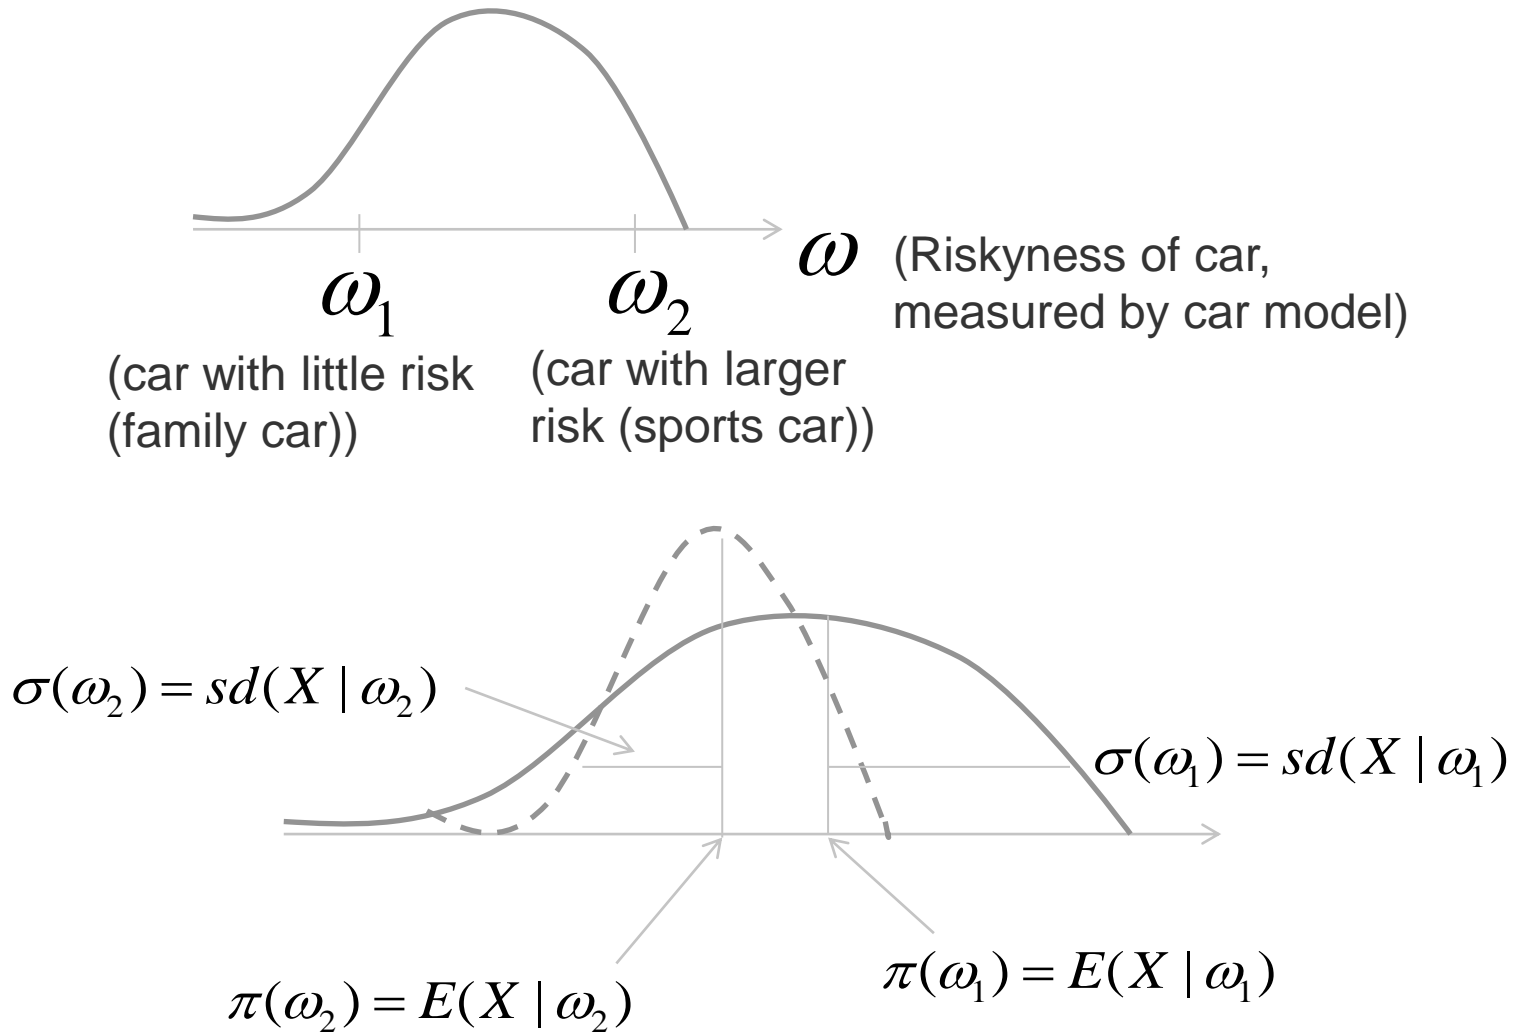 ω (Riskyness of car,
measured by car model)
ω₁ ω₂
(car with little risk
(family car))
(car with larger
risk (sports car))
σ(ω₂) = sd(X | ω₂)
σ(ω₁) = sd(X | ω₁)
π(ω₂) = E(X | ω₂)
π(ω₁) = E(X | ω₁)